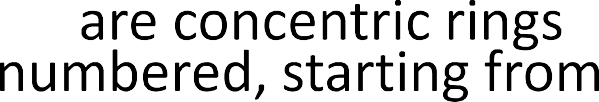 are concentric rings
numbered, starting from